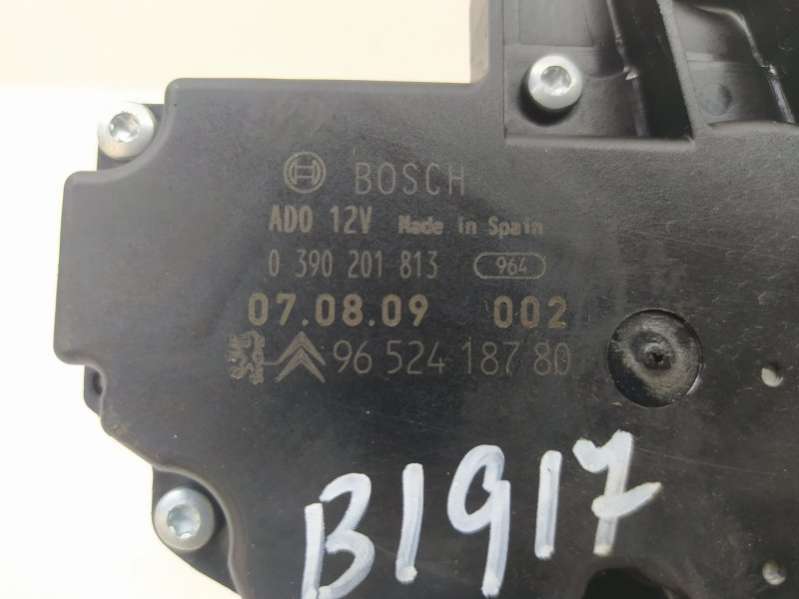 BOSCH
ADO 12V Made in Spain
0 390 201 813 964
07.08.09 002
96 524 187 80
B1917